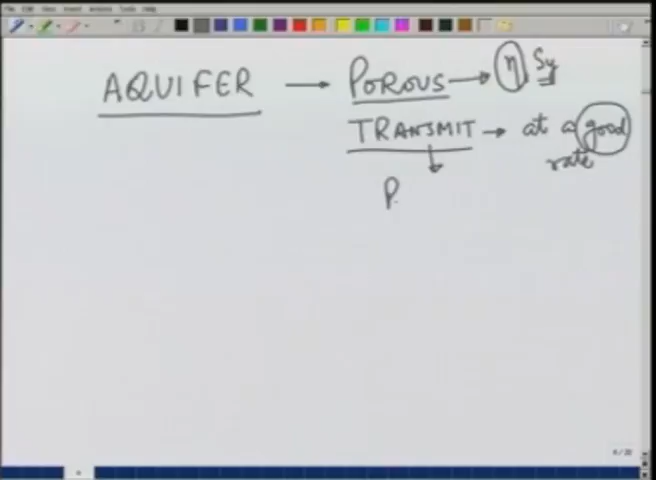 AQUIFER → POROUS → η, Sy
TRANSMIT → at a good
rate
P